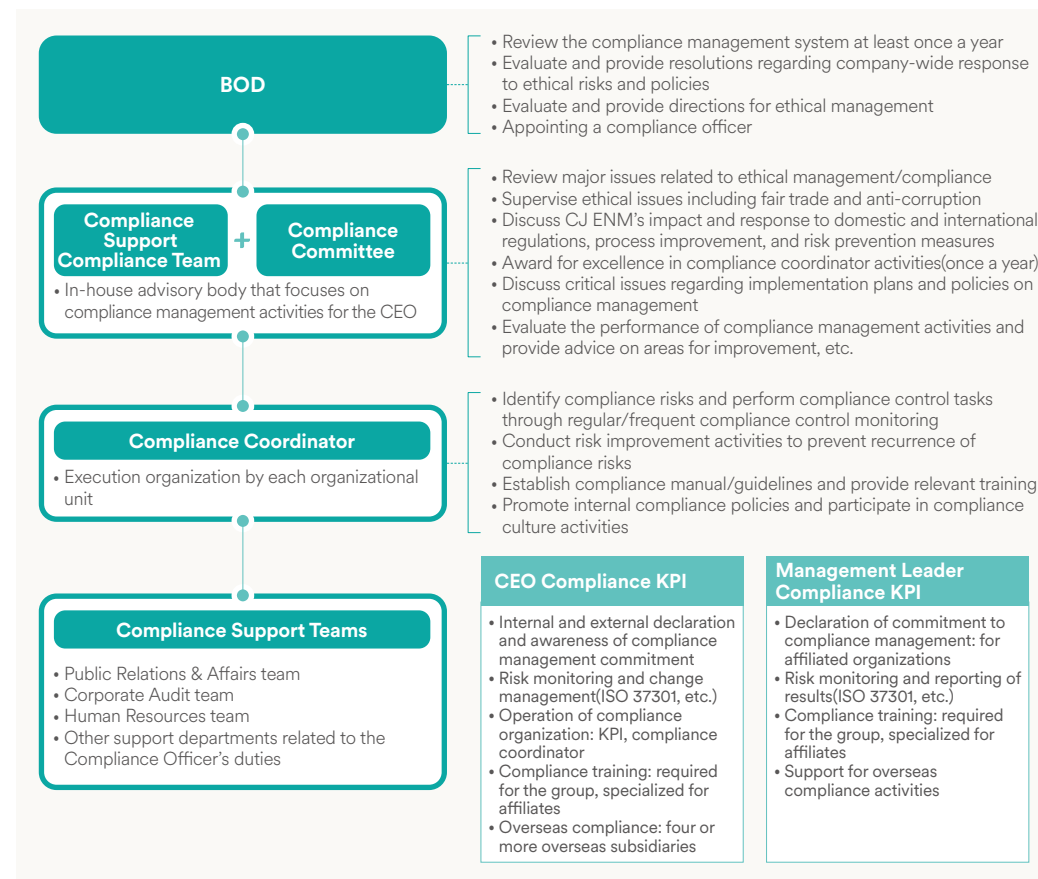 BOD
• Review the compliance management system at least once a year
• Evaluate and provide resolutions regarding company-wide response
to ethical risks and policies
• Evaluate and provide directions for ethical management
• Appointing a compliance officer
Compliance
Support
Compliance Team
+
Compliance
Committee
• In-house advisory body that focuses on
compliance management activities for the CEO
• Review major issues related to ethical management/compliance
• Supervise ethical issues including fair trade and anti-corruption
• Discuss CJ ENM's impact and response to domestic and international
regulations, process improvement, and risk prevention measures
• Award for excellence in compliance coordinator activities(once a year)
• Discuss critical issues regarding implementation plans and policies on
compliance management
• Evaluate the performance of compliance management activities and
provide advice on areas for improvement, etc.
Compliance Coordinator
• Execution organization by each organizational
unit
• Identify compliance risks and perform compliance control tasks
through regular/frequent compliance control monitoring
• Conduct risk improvement activities to prevent recurrence of
compliance risks
• Establish compliance manual/guidelines and provide relevant training
• Promote internal compliance policies and participate in compliance
culture activities
Compliance Support Teams
• Public Relations & Affairs team
• Corporate Audit team
• Human Resources team
• Other support departments related to the
Compliance Officer's duties
CEO Compliance KPI
• Internal and external declaration
and awareness of compliance
management commitment
• Risk monitoring and change
management(ISO 37301, etc.)
• Operation of compliance
organization: KPI, compliance
coordinator
• Compliance training: required
for the group, specialized for
affiliates
• Overseas compliance: four or
more overseas subsidiaries
Management Leader
Compliance KPI
• Declaration of commitment to
compliance management: for
affiliated organizations
• Risk monitoring and reporting of
results(ISO 37301, etc.)
• Compliance training: required
for the group, specialized for
affiliates
• Support for overseas
compliance activities